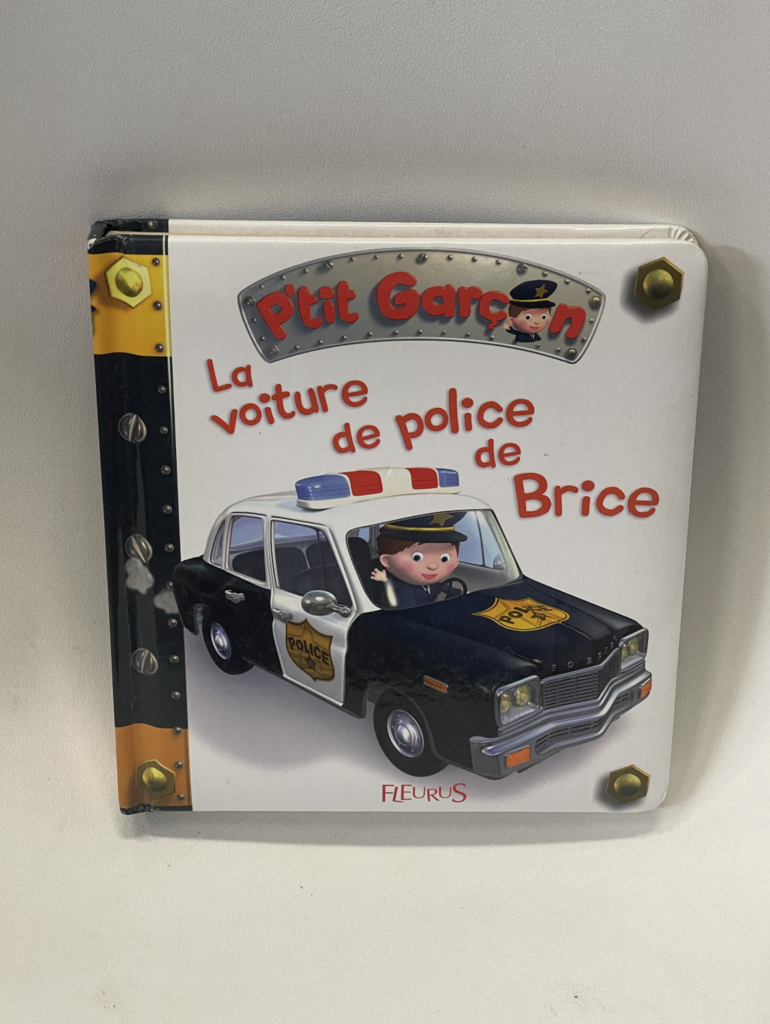 P'tit Garçon
La
voiture
de police
de
Brice
POLICE
POLICE
FLEURUS